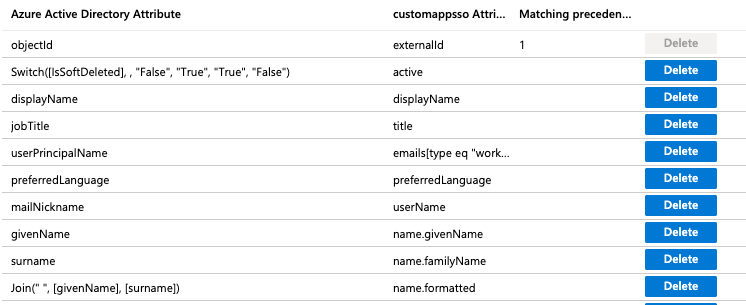 Azure Active Directory Attribute customappsso Attri... Matching preceden...
objectId externalId 1 Delete
Switch([IsSoftDeleted], , "False", "True", "True", "False") active Delete
displayName displayName Delete
jobTitle title Delete
userPrincipalName emails[type eq "work... Delete
preferredLanguage preferredLanguage Delete
mailNickname userName Delete
givenName name.givenName Delete
surname name.familyName Delete
Join(" ", [givenName], [surname]) name.formatted Delete